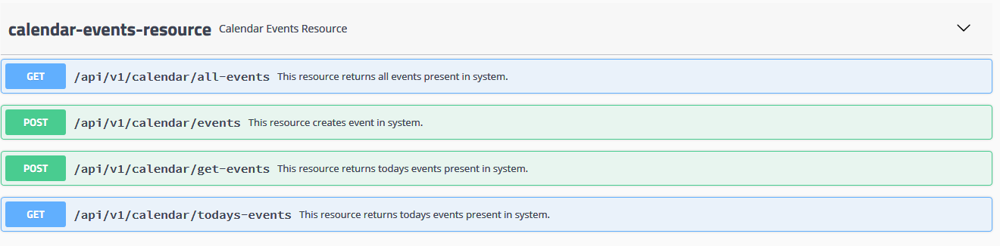 calendar-events-resource Calendar Events Resource
GET /api/v1/calendar/all-events This resource returns all events present in system.
POST /api/v1/calendar/events This resource creates event in system.
POST /api/v1/calendar/get-events This resource returns todays events present in system.
GET /api/v1/calendar/todays-events This resource returns todays events present in system.